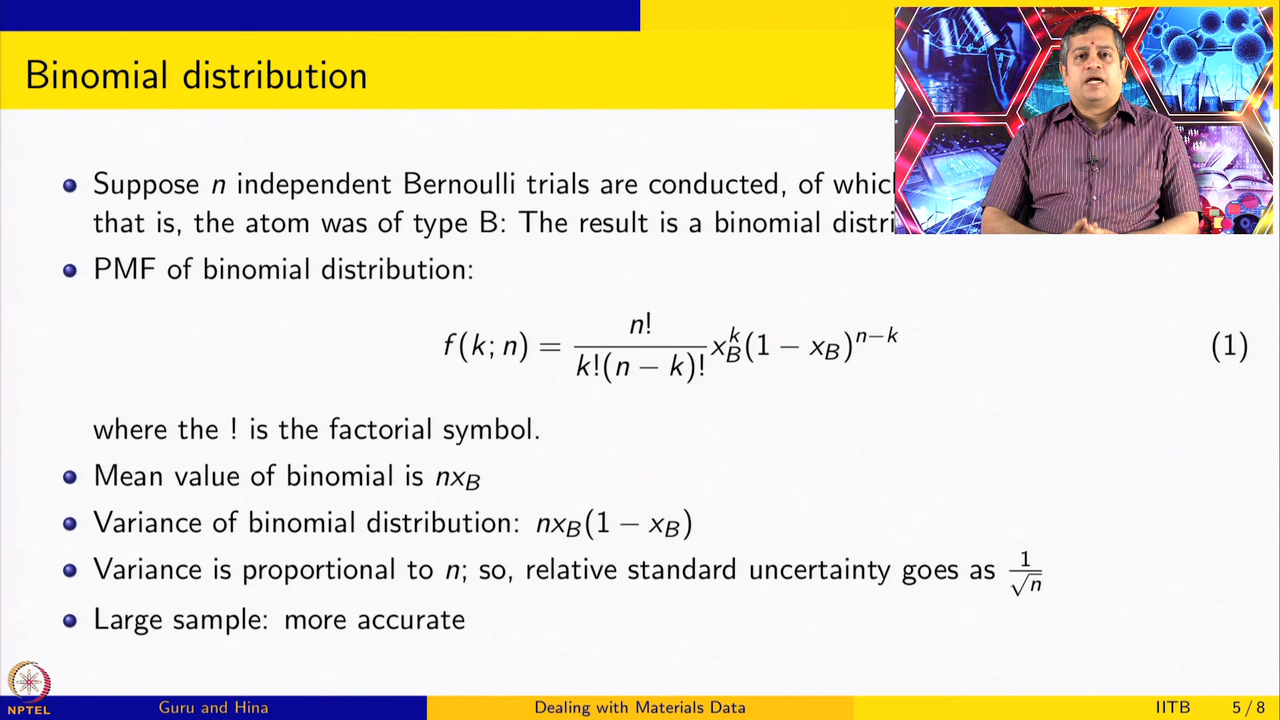 Binomial distribution
Suppose n independent Bernoulli trials are conducted, of which
that is, the atom was of type B: The result is a binomial
PMF of binomial distribution:
f(k; n) = \frac{n!}{k!(n − k)!} x_B^k (1 − x_B)^{n−k} (1)
where the ! is the factorial symbol.
Mean value of binomial is nx_B
Variance of binomial distribution: nx_B(1 − x_B)
Variance is proportional to n; so, relative standard uncertainty goes as \frac{1}{\sqrt{n}}
Large sample: more accurate
NPTEL
Guru and Hina Dealing with Materials Data IITB 5 / 8